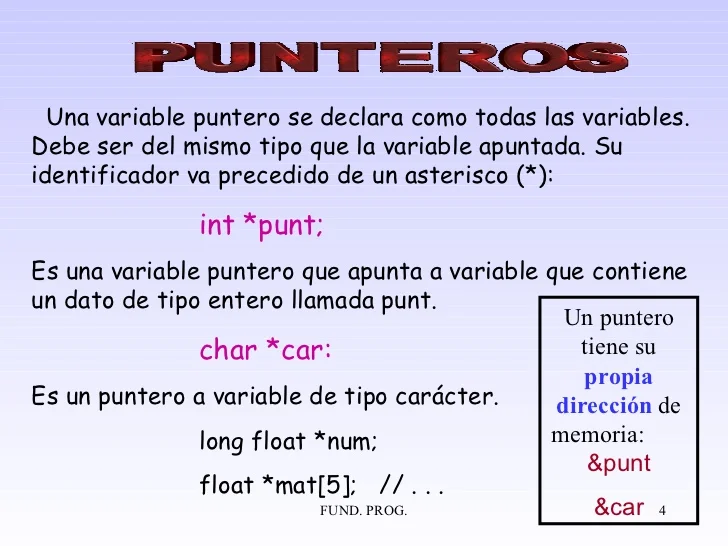 PUNTEROS
Una variable puntero se declara como todas las variables.
Debe ser del mismo tipo que la variable apuntada. Su
identificador va precedido de un asterisco (*):
int *punt;
Es una variable puntero que apunta a variable que contiene
un dato de tipo entero llamada punt.
char *car:
Es un puntero a variable de tipo carácter.
long float *num;
float *mat[5]; // . . .
Un puntero
tiene su
propia
dirección de
memoria:
&punt
&car
FUND. PROG.
4